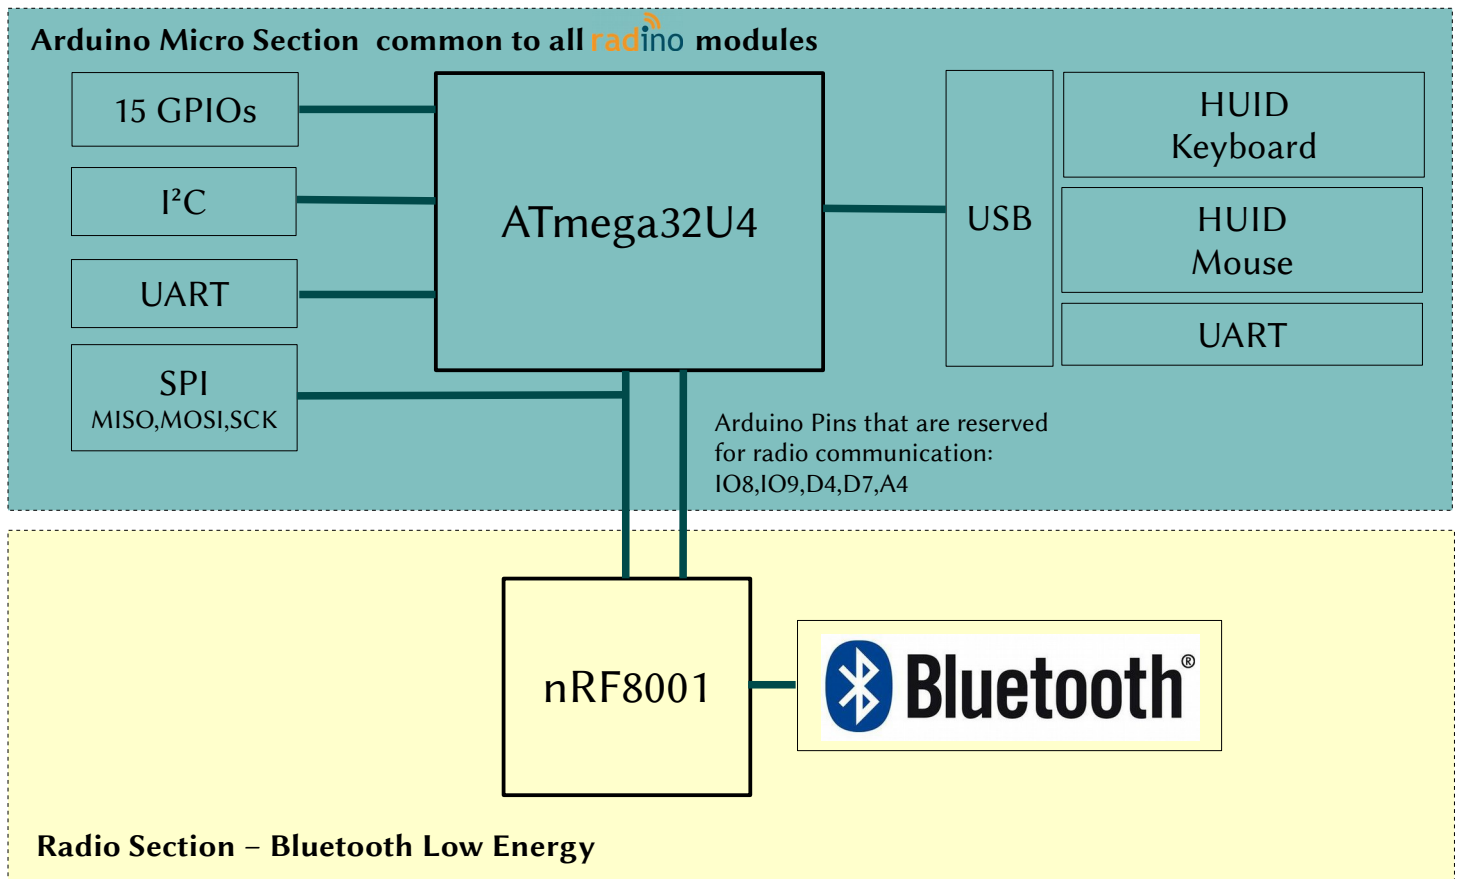 Arduino Micro Section common to all radino modules
15 GPIOs
I²C
UART
SPI
MISO,MOSI,SCK
ATmega32U4
USB
HUID
Keyboard
HUID
Mouse
UART
Arduino Pins that are reserved
for radio communication:
IO8,IO9,D4,D7,A4
nRF8001
Bluetooth®
Radio Section – Bluetooth Low Energy